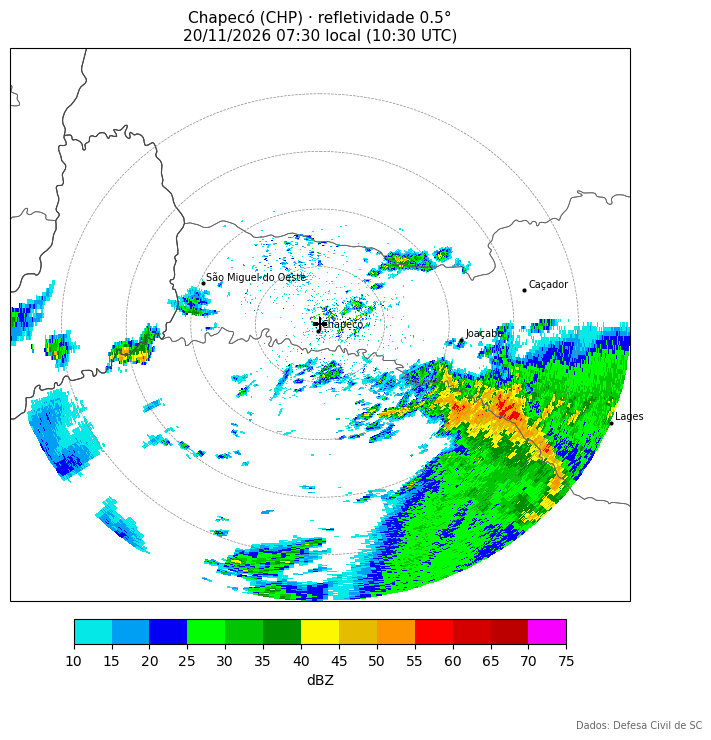 Chapecó (CHP) · refletividade 0.5°
20/11/2026 07:30 local (10:30 UTC)
São Miguel do Oeste
Caçador
Chapecó
Joaçaba
Lages
10 15 20 25 30 35 40 45 50 55 60 65 70 75
dBZ
Dados: Defesa Civil de SC